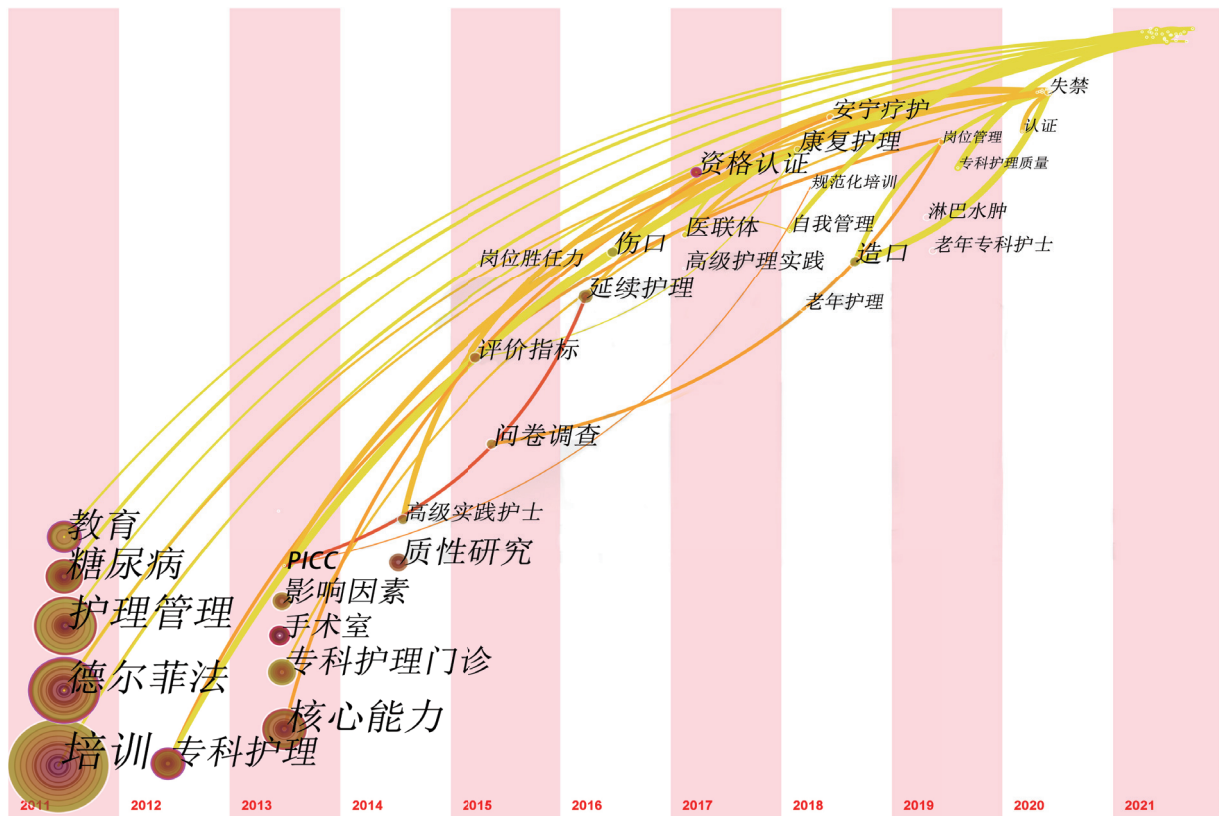 失禁
安宁疗护
认证
康复护理
岗位管理
资格认证
专科护理质量
规范化培训
淋巴水肿
医联体
自我管理
伤口
老年专科护士
岗位胜任力
高级护理实践
造口
延续护理
老年护理
评价指标
问卷调查
高级实践护士
教育
质性研究
PICC
糖尿病
影响因素
护理管理
手术室
专科护理门诊
德尔菲法
核心能力
培训
专科护理
2011
2012
2013
2014
2015
2016
2017
2018
2019
2020
2021